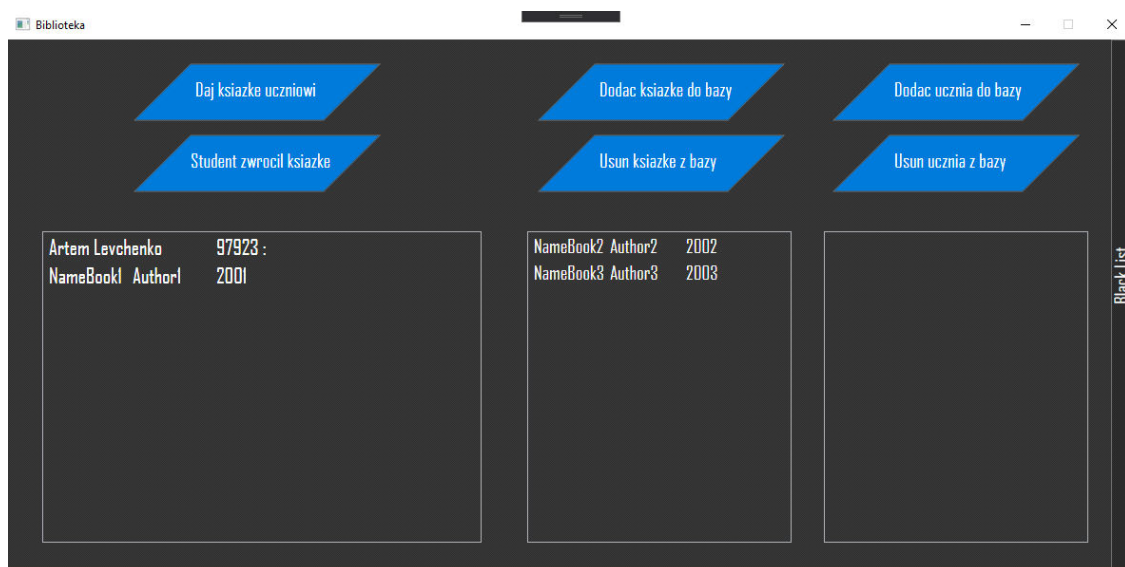 Biblioteka
Daj ksiazke uczniowi
Dodac ksiazke do bazy
Dodac ucznia do bazy
Student zwrocil ksiazke
Usun ksiazke z bazy
Usun ucznia z bazy
Artem Levchenko 97923 :
NameBook1 Author1 2001
NameBook2 Author2 2002
NameBook3 Author3 2003
Black List